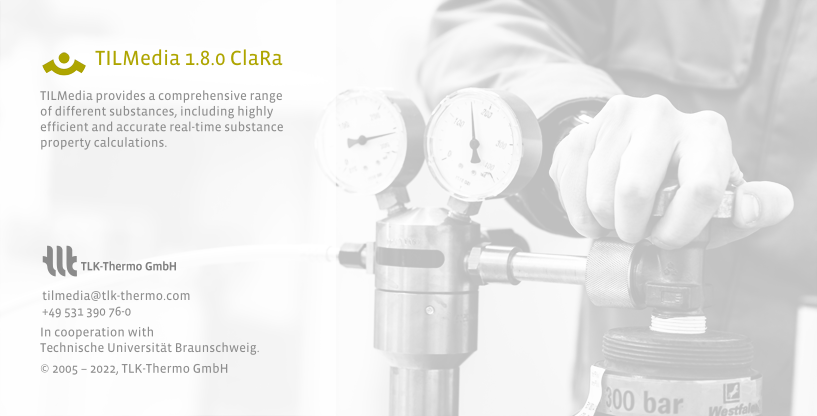 TILMedia 1.8.0 ClaRa
TILMedia provides a comprehensive range
of different substances, including highly
efficient and accurate real-time substance
property calculations.
TLK-Thermo GmbH
tilmedia@tlk-thermo.com
+49 531 390 76-0
In cooperation with
Technische Universität Braunschweig.
© 2005 – 2022, TLK-Thermo GmbH
300 bar
Westfalen